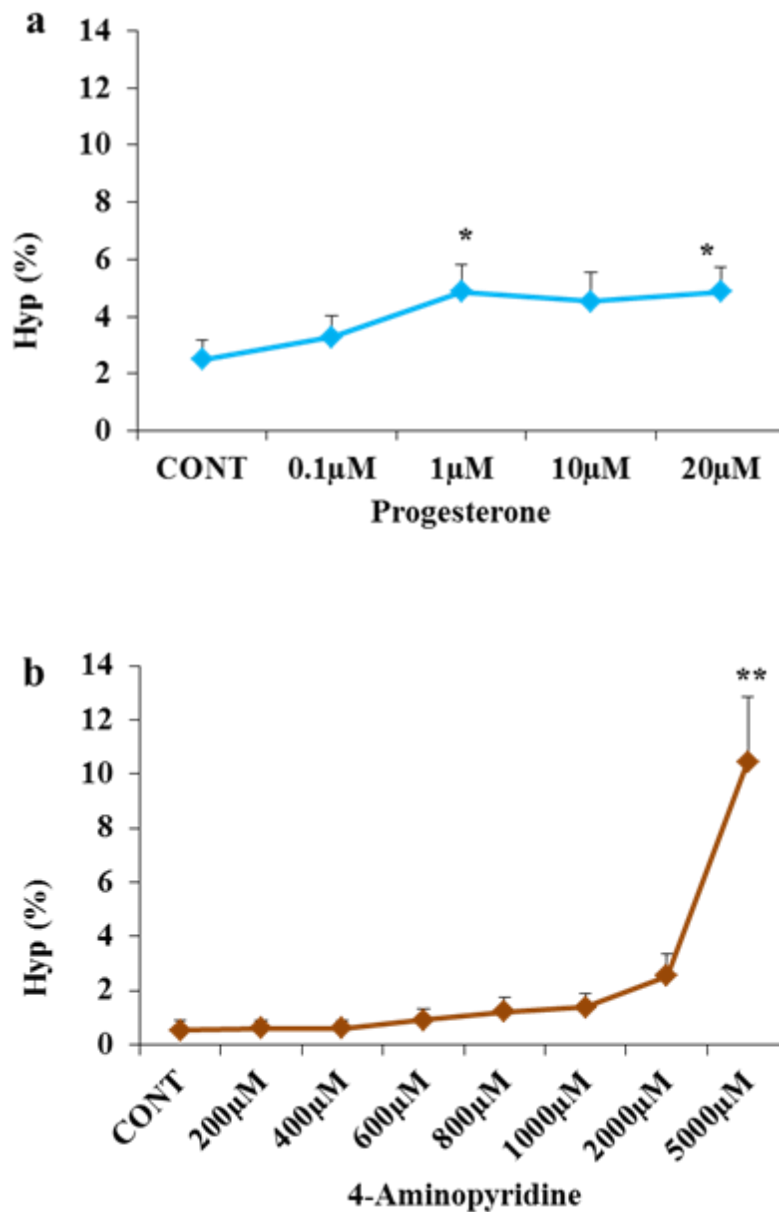 a
14
12
10
8
6
4
2
0
Hyp (%)
* *
CONT 0.1µM 1µM 10µM 20µM
Progesterone
b
14
12
10
8
6
4
2
0
Hyp (%)
**
CONT 200µM 400µM 600µM 800µM 1000µM 2000µM 5000µM
4-Aminopyridine